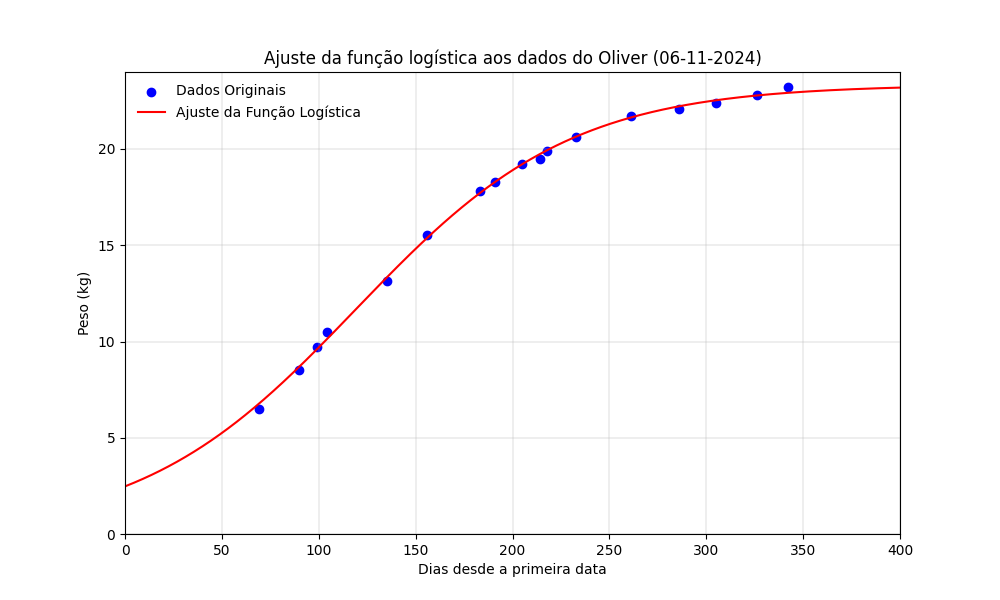 Ajuste da função logística aos dados do Oliver (06-11-2024)
Dados Originais
Ajuste da Função Logística
Peso (kg)
20
15
10
5
0
0 50 100 150 200 250 300 350 400
Dias desde a primeira data